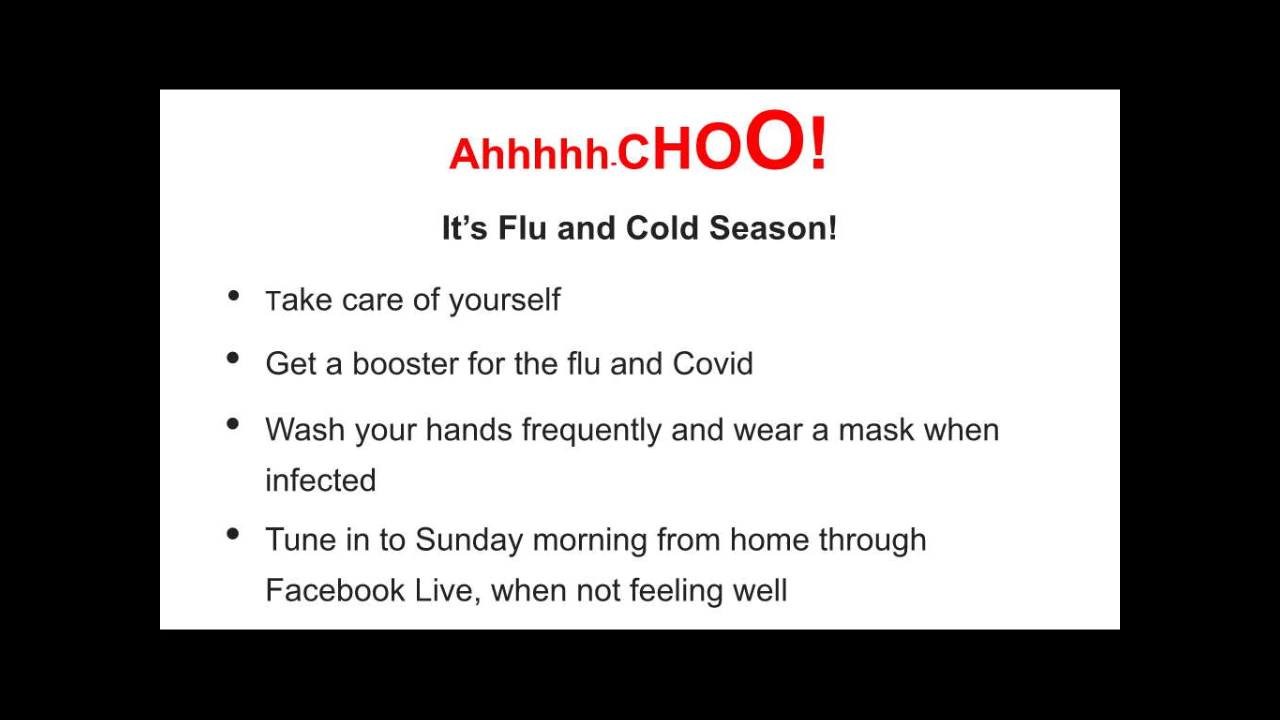 Ahhhhh-CHOO!
It’s Flu and Cold Season!
• Take care of yourself
• Get a booster for the flu and Covid
• Wash your hands frequently and wear a mask when
infected
• Tune in to Sunday morning from home through
Facebook Live, when not feeling well